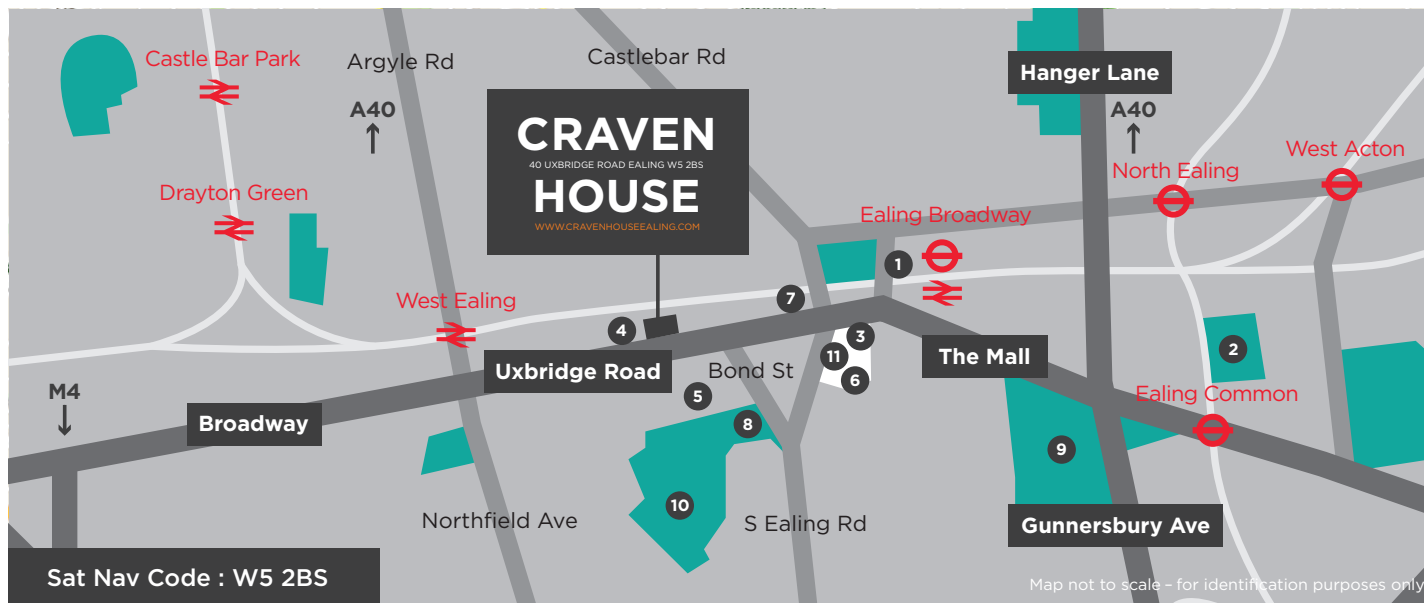 Castle Bar Park
Argyle Rd
Castlebar Rd
Hanger Lane
A40
A40
CRAVEN
40 UXBRIDGE ROAD EALING W5 2BS
HOUSE
WWW.CRAVENHOUSEEALING.COM
West Acton
North Ealing
Drayton Green
Ealing Broadway
1
7
West Ealing
4
3
11
6
The Mall
2
Uxbridge Road
Bond St
M4
5
Ealing Common
Broadway
8
9
10
Northfield Ave
S Ealing Rd
Gunnersbury Ave
Sat Nav Code : W5 2BS
Map not to scale – for identification purposes only